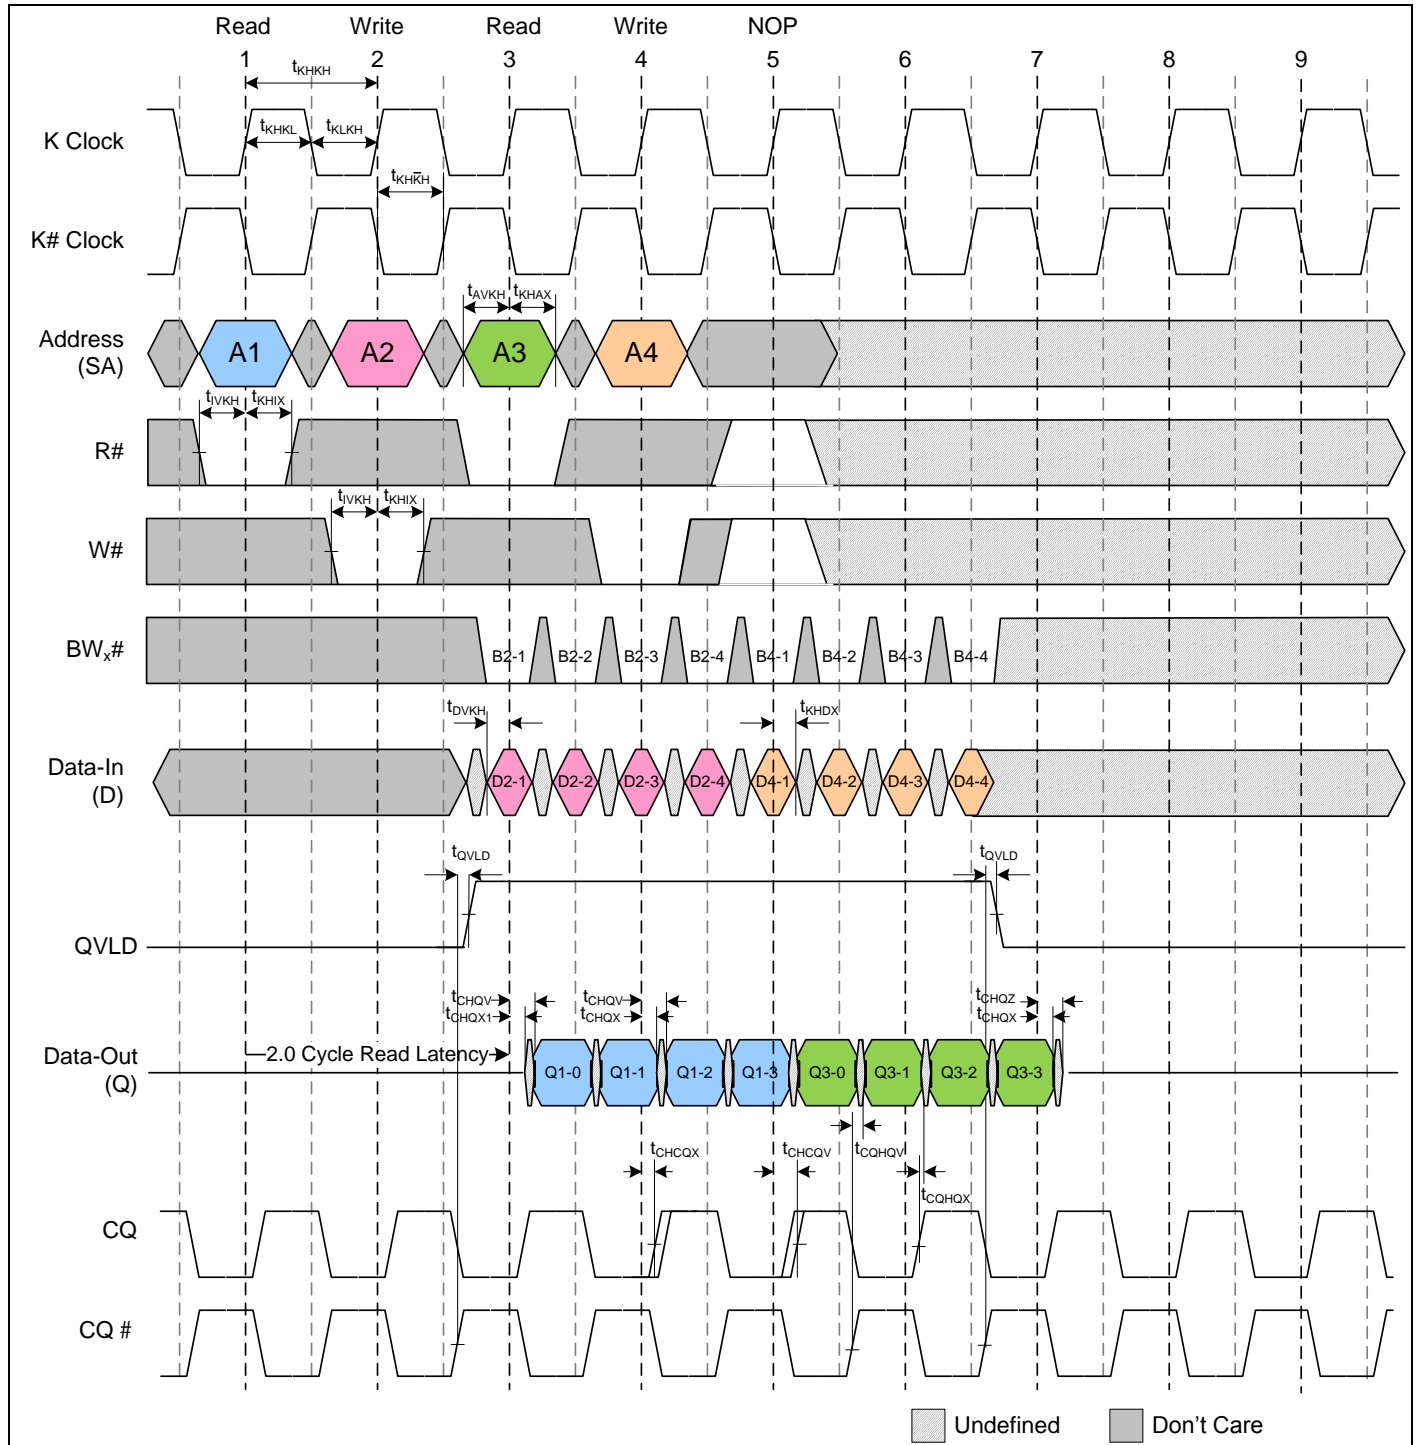 Read Write Read Write NOP
1 2 3 4 5 6 7 8 9
tKHKH
K Clock
tKHKL tKLKH
tKHK̄H
K# Clock
tAVKH tKHAX
Address
(SA)
A1 A2 A3 A4
tIVKH tKHIX
R#
tIVKH tKHIX
W#
BWx#
B2-1 B2-2 B2-3 B2-4 B4-1 B4-2 B4-3 B4-4
tDVKH tKHDX
Data-In
(D)
D2-1 D2-2 D2-3 D2-4 D4-1 D4-2 D4-3 D4-4
tQVLD tQVLD
QVLD
tCHQV tCHQV tCHQZ
tCHQX1 tCHQX tCHQX
Data-Out
(Q)
2.0 Cycle Read Latency
Q1-0 Q1-1 Q1-2 Q1-3 Q3-0 Q3-1 Q3-2 Q3-3
tCHCQX tCHCQV tCQHQV
tCQHQX
CQ
CQ #
Undefined Don't Care